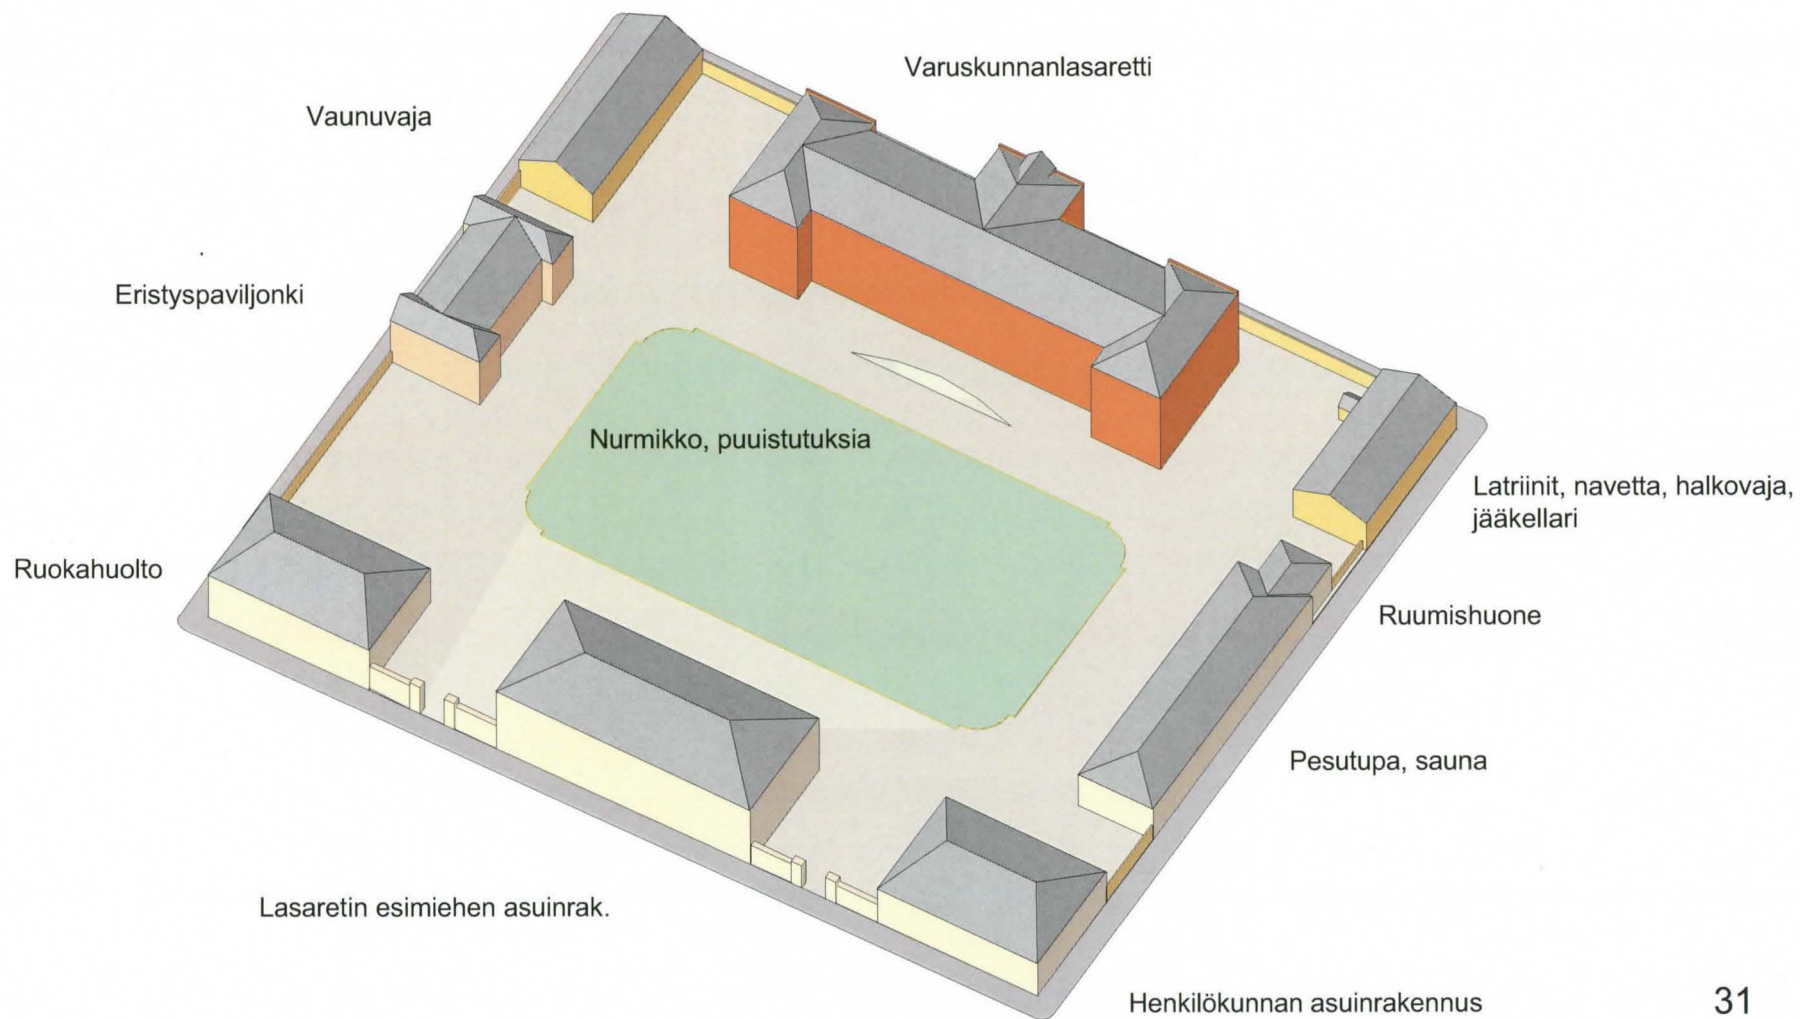 Varuskunnanlasaretti
Vaunuvaja
Eristyspaviljonki
Nurmikko, puuistutuksia
Latriinit, navetta, halkovaja,
jääkellari
Ruokahuolto
Ruumishuone
Pesutupa, sauna
Lasaretin esimiehen asuinrak.
Henkilökunnan asuinrakennus
31